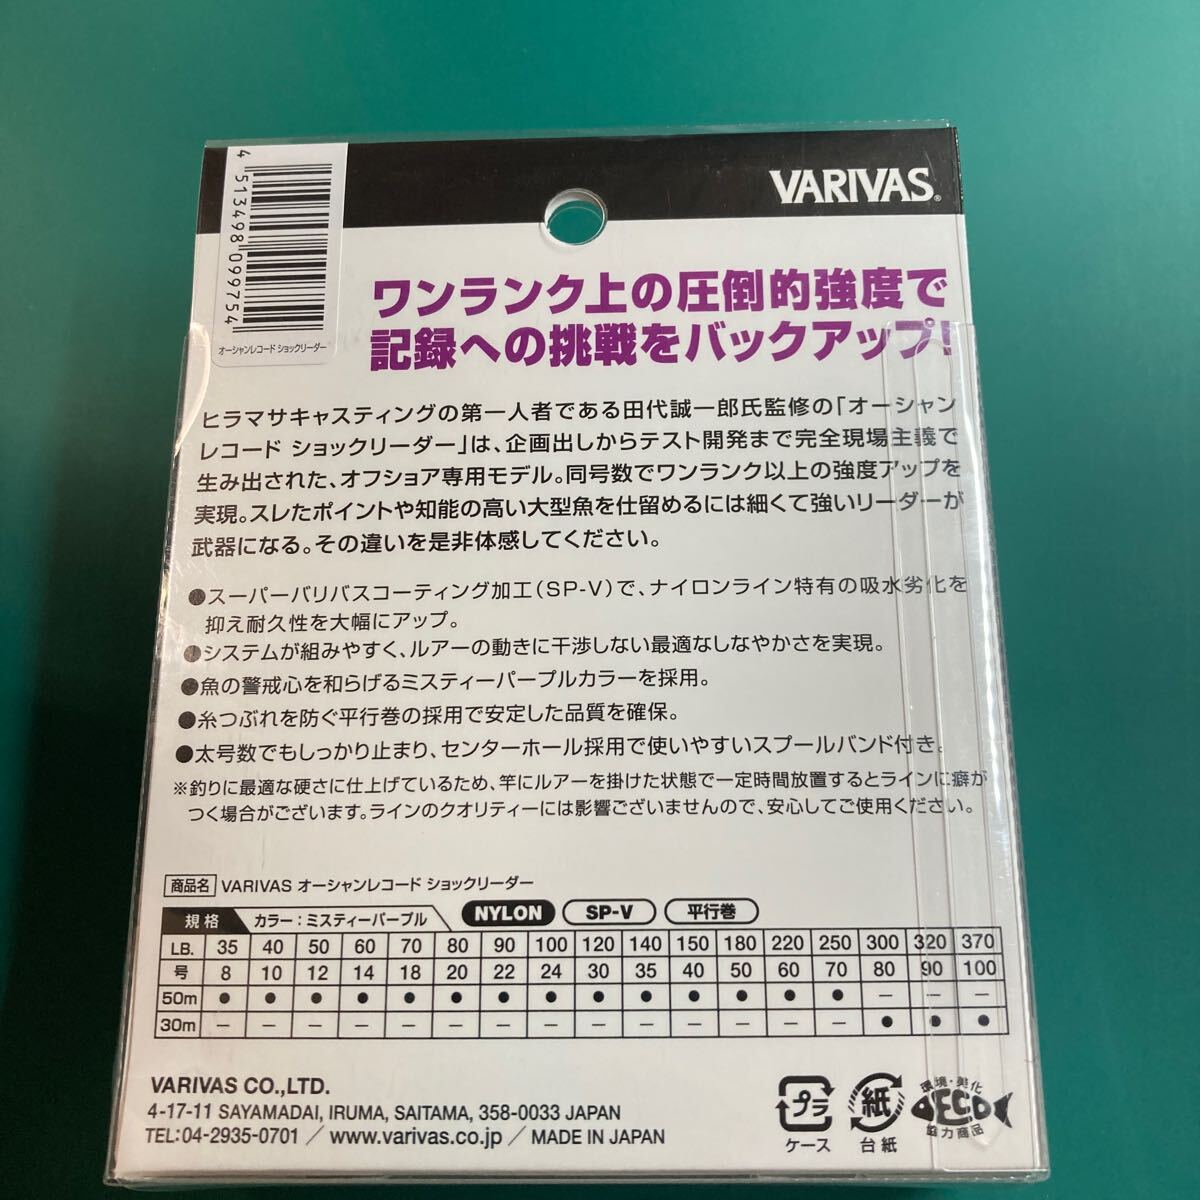 VARIVAS®
4 513498 099754
オーシャンレコード ショックリーダー
ワンランク上の圧倒的強度で
記録への挑戦をバックアップ!
ヒラマサキャスティングの第一人者である田代誠一郎氏監修の「オーシャン
レコード ショックリーダー」は、企画出しからテスト開発まで完全現場主義で
生み出された、オフショア専用モデル。同号数でワンランク以上の強度アップを
実現。スレたポイントや知能の高い大型魚を仕留めるには細くて強いリーダーが
武器になる。その違いを是非体感してください。
●スーパーバリバスコーティング加工(SP-V)で、ナイロンライン特有の吸水劣化を
抑え耐久性を大幅にアップ。
●システムが組みやすく、ルアーの動きに干渉しない最適なしなやかさを実現。
●魚の警戒心を和らげるミスティーパープルカラーを採用。
●糸つぶれを防ぐ平行巻の採用で安定した品質を確保。
●太号数でもしっかり止まり、センターホール採用で使いやすいスプールバンド付き。
※釣りに最適な硬さに仕上げているため、竿にルアーを掛けた状態で一定時間放置するとラインに癖が
つく場合がございます。ラインのクオリティーには影響ございませんので、安心してご使用ください。
商品名 VARIVAS オーシャンレコード ショックリーダー
規格 カラー：ミスティーパープル NYLON SP-V 平行巻
LB. 35 40 50 60 70 80 90 100 120 140 150 180 220 250 300 320 370
号 8 10 12 14 18 20 22 24 30 35 40 50 60 70 80 90 100
50m ● ● ● ● ● ● ● ● ● ● ● ● ● ● － － －
30m － － － － － － － － － － － － － － ● ● ●
VARIVAS CO.,LTD.
4-17-11 SAYAMADAI, IRUMA, SAITAMA, 358-0033 JAPAN
TEL:04-2935-0701 ／ www.varivas.co.jp ／ MADE IN JAPAN
プラ
ケース
紙
台紙
環境・美化
ECO
協力商品